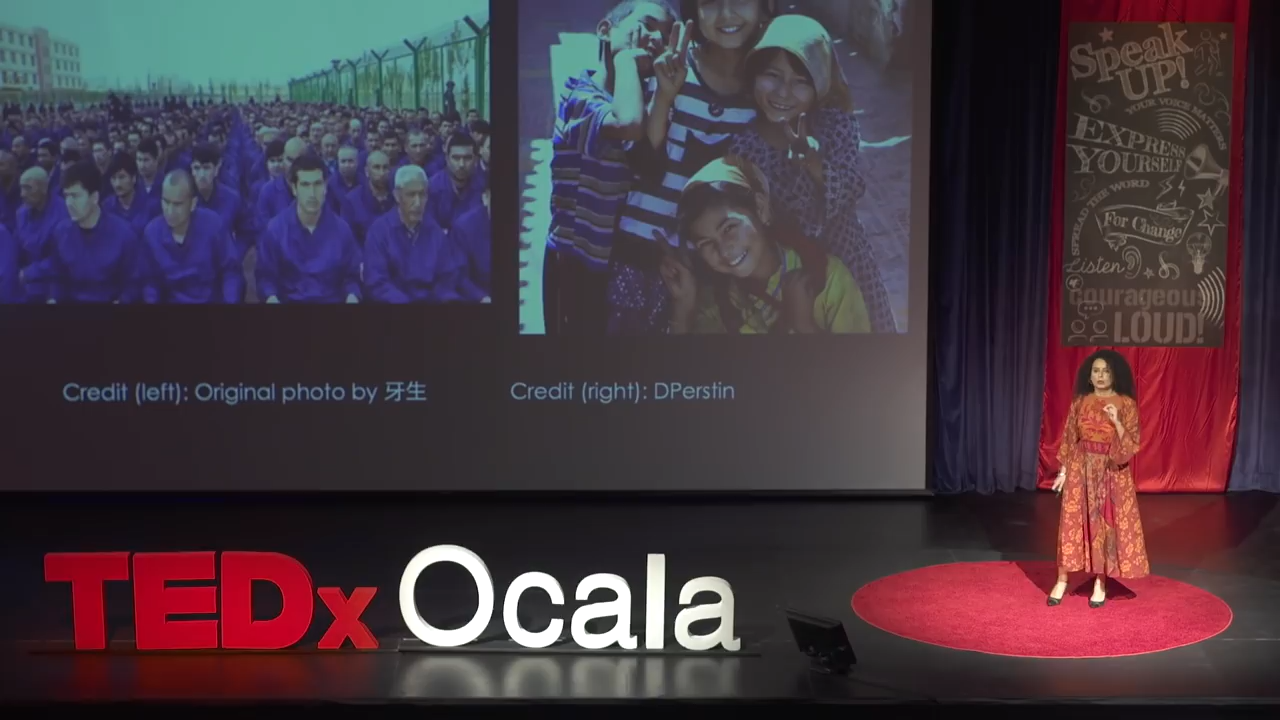 Speak
UP!
YOUR VOICE MATTERS
EXPRESS
YOURSELF
SPREAD THE WORD
For Change
Listen
courageous
LOUD!
Credit (left): Original photo by 牙生
Credit (right): DPerstin
TEDx Ocala